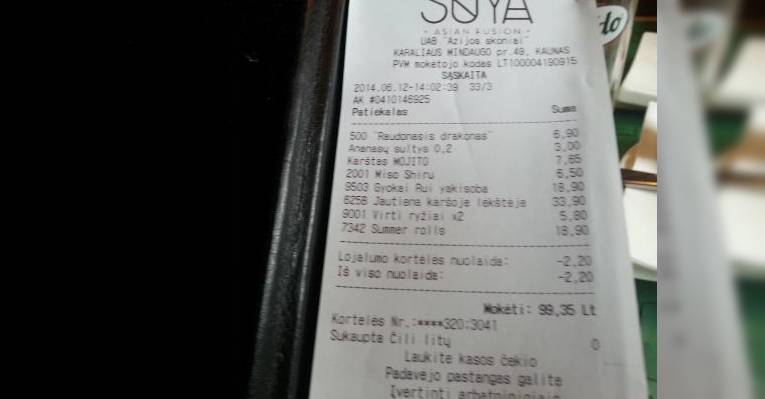 SOYA
• ASIAN FUSION •
UAB "Azijos skoniai"
KARALIAUS MINDAUGO pr.49, KAUNAS
PVM mokėtojo kodas LT100004190915
SĄSKAITA
2014.06.12-14:02:39 33/3
AK #0410146925
Patiekalas Suma
500 "Raudonasis drakonas" 6,90
Ananasų sultys 0,2 3,00
Karštas MOJITO 7,65
2001 Miso Shiru 6,50
9503 Gyokai Rui yakisoba 18,90
625B Jautiena karšoje lėkštėje 33,90
9001 Virti ryžiai x2 5,80
7342 Summer rolls 18,90
Lojalumo kortelės nuolaida: -2,20
Iš viso nuolaida: -2,20
Mokėti: 99,35 Lt
Kortelės Nr.:****320;3041
Sukaupta Čili litų 0
Laukite kasos čekio
Padavėjo pastangas galite
Įvertinti arbatpinigiais